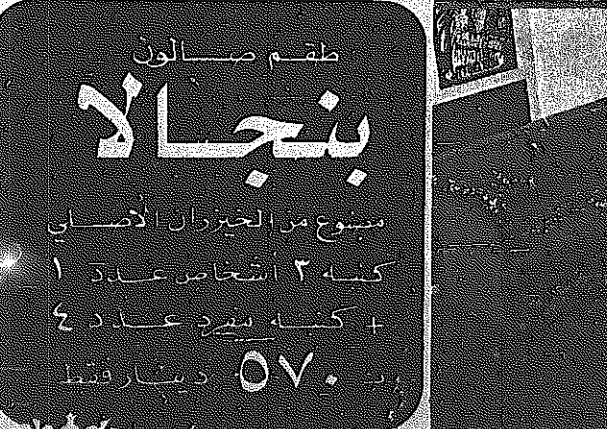 طقم صالون
بنجالا
مصنوع من الخيزران الأصلي
كنبه ٣ أشخاص عدد ١
+ كنبه مفرد عدد ٤
بـ ٥٧٠ دينار فقط